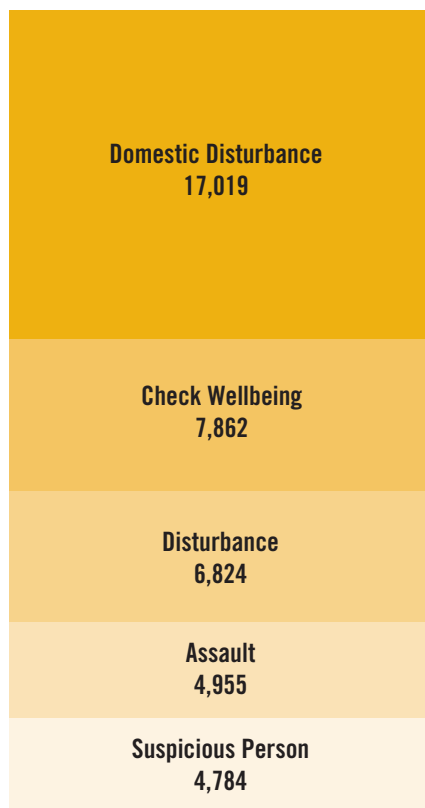 Domestic Disturbance
17,019
Check Wellbeing
7,862
Disturbance
6,824
Assault
4,955
Suspicious Person
4,784